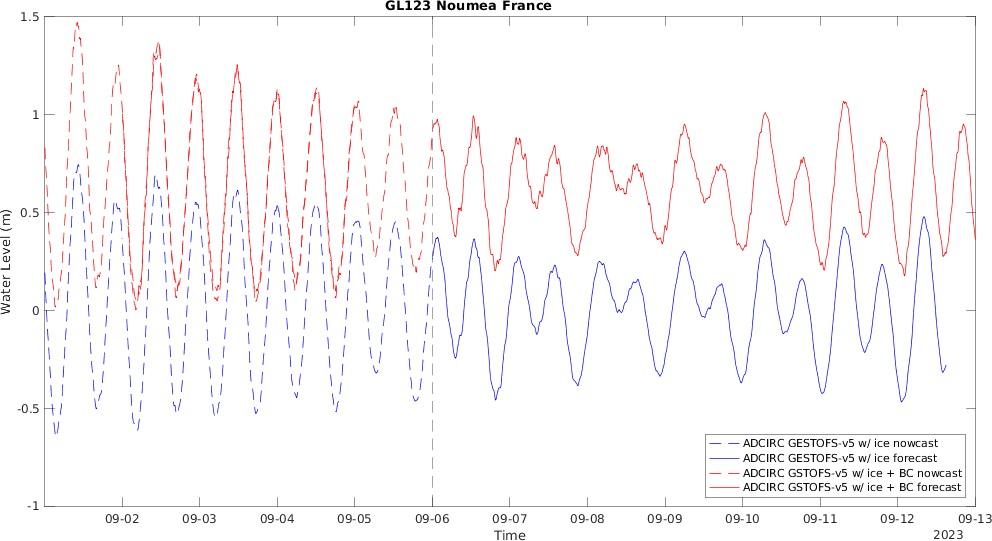 GL123 Noumea France
Water Level (m)
1.5
1
0.5
0
-0.5
-1
ADCIRC GESTOFS-v5 w/ ice nowcast
ADCIRC GESTOFS-v5 w/ ice forecast
ADCIRC GSTOFS-v5 w/ ice + BC nowcast
ADCIRC GSTOFS-v5 w/ ice + BC forecast
09-02 09-03 09-04 09-05 09-06 09-07 09-08 09-09 09-10 09-11 09-12 09-13
Time
2023